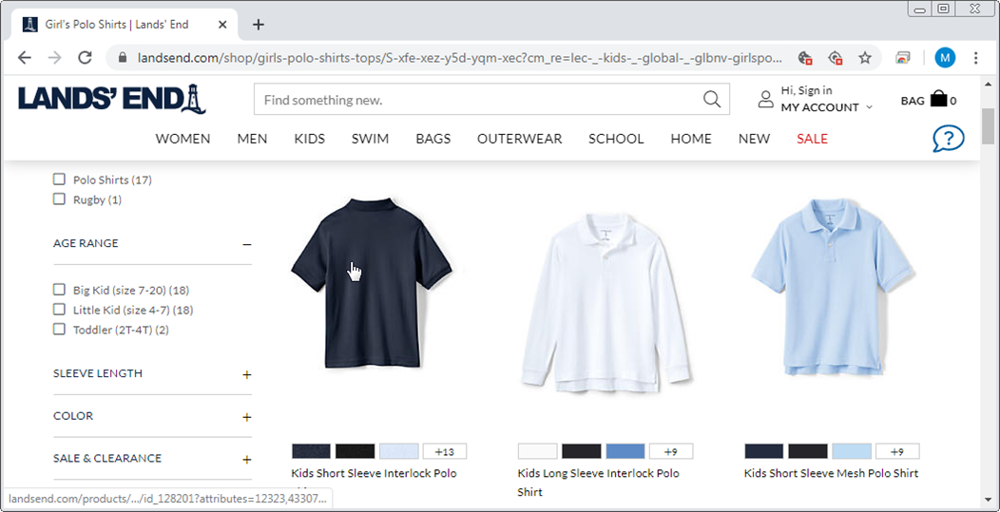 Girl's Polo Shirts | Lands' End
landsend.com/shop/girls-polo-shirts-tops/S-xfe-xez-y5d-yqm-xec?cm_re=lec-_-kids-_-global-_-glbnv-girlspo...
M
LANDS' END
Find something new.
Hi, Sign in
MY ACCOUNT
BAG 0
WOMEN MEN KIDS SWIM BAGS OUTERWEAR SCHOOL HOME NEW SALE
?
Polo Shirts (17)
Rugby (1)
AGE RANGE −
Big Kid (size 7-20) (18)
Little Kid (size 4-7) (18)
Toddler (2T-4T) (2)
SLEEVE LENGTH +
COLOR +
SALE & CLEARANCE +
+13
Kids Short Sleeve Interlock Polo
+9
Kids Long Sleeve Interlock Polo
Shirt
+9
Kids Short Sleeve Mesh Polo Shirt
landsend.com/products/.../id_128201?attributes=12323,43307...